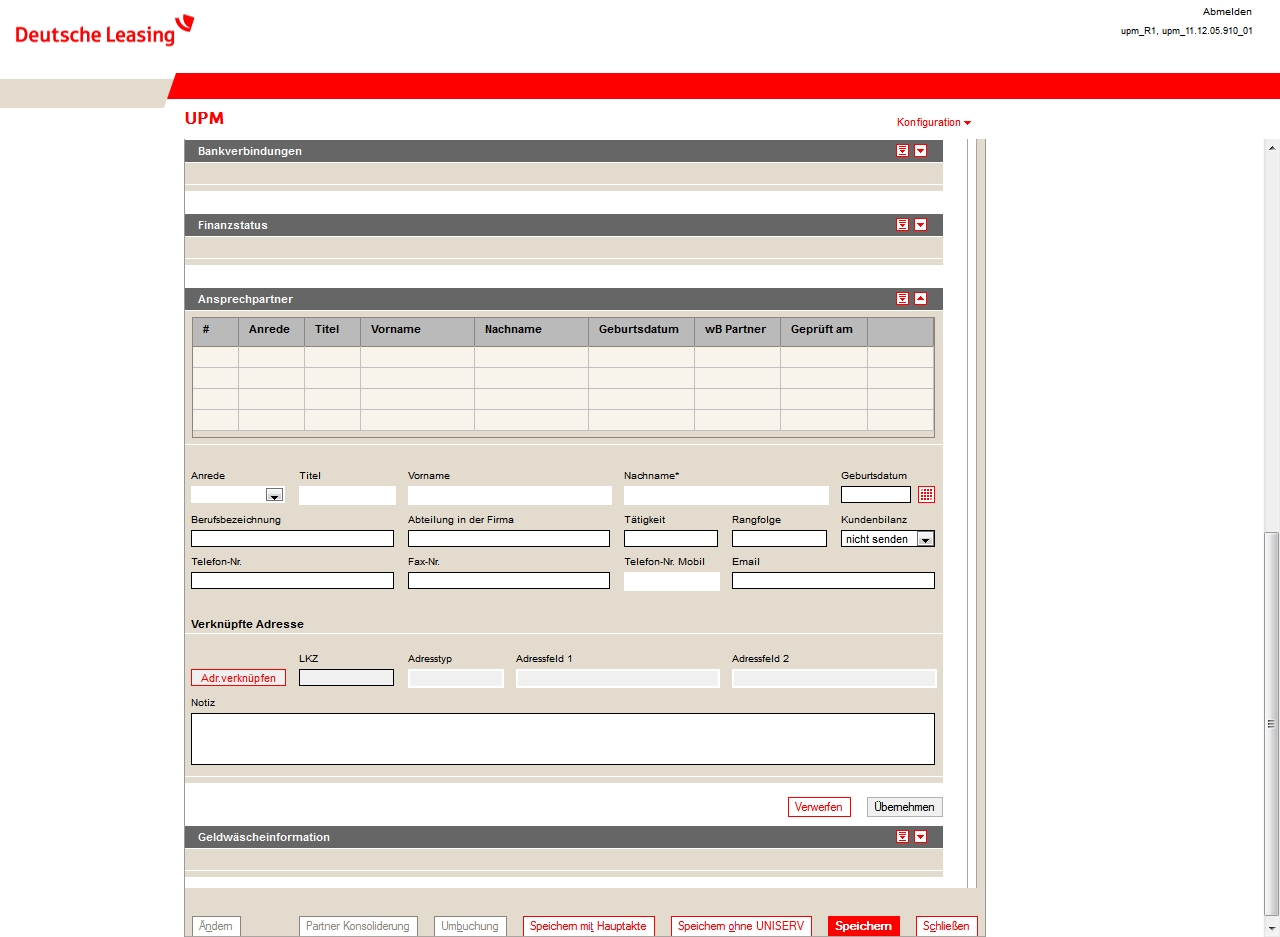 Abmelden
Deutsche Leasing
upm_R1, upm_11.12.05.910_01
UPM
Konfiguration
Bankverbindungen
Finanzstatus
Ansprechpartner
# Anrede Titel Vorname Nachname Geburtsdatum wB Partner Geprüft am
Anrede Titel Vorname Nachname* Geburtsdatum
Berufsbezeichnung Abteilung in der Firma Tätigkeit Rangfolge Kundenbilanz
nicht senden
Telefon-Nr. Fax-Nr. Telefon-Nr. Mobil Email
Verknüpfte Adresse
LKZ Adresstyp Adressfeld 1 Adressfeld 2
Adr.verknüpfen
Notiz
Verwerfen Übernehmen
Geldwäscheinformation
Ändern Partner Konsolidierung Umbuchung Speichern mit Hauptakte Speichern ohne UNISERV Speichern Schließen